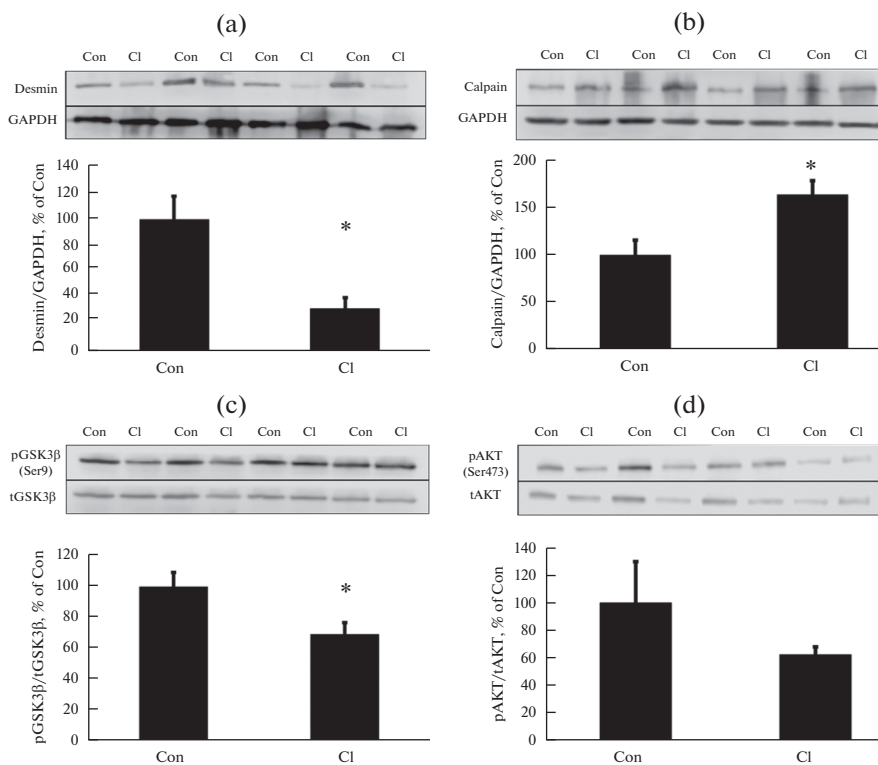 (a)
Con Cl Con Cl Con Cl Con Cl
Desmin
GAPDH
Desmin/GAPDH, % of Con
140
120
100
80
60
40
20
0
*
Con Cl
(b)
Con Cl Con Cl Con Cl Con Cl
Calpain
GAPDH
Calpain/GAPDH, % of Con
200
150
100
50
0
*
Con Cl
(c)
Con Cl Con Cl Con Cl Con Cl
pGSK3β
(Ser9)
tGSK3β
pGSK3β/tGSK3β, % of Con
120
100
80
60
40
20
0
*
Con Cl
(d)
Con Cl Con Cl Con Cl Con Cl
pAKT
(Ser473)
tAKT
pAKT/tAKT, % of Con
140
120
100
80
60
40
20
0
Con Cl